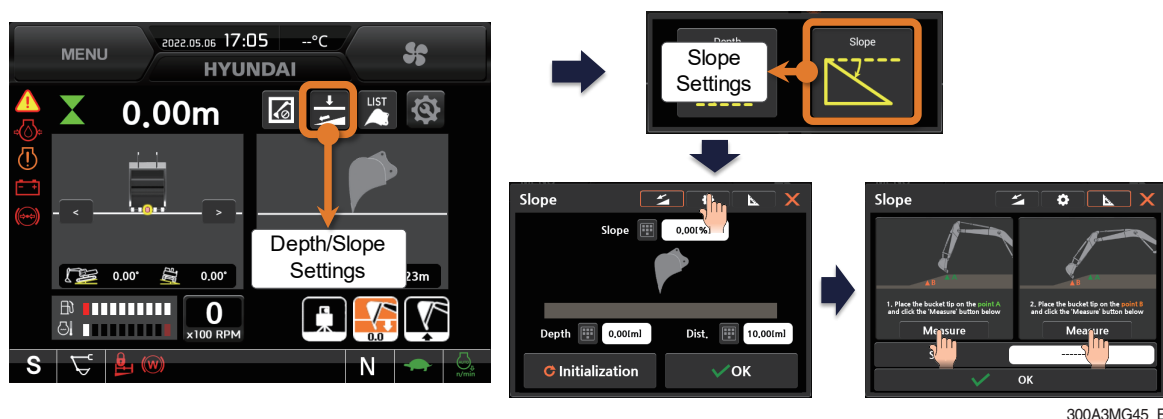 MENU
2022.05.06 17:05 --°C
HYUNDAI
0.00m
LIST
<
>
0
Depth/Slope
Settings
0.00°
0.00°
23m
0
x100 RPM
0.0
S
(W)
N
AUTO
n/min
Depth
Slope
Slope
Settings
Slope
Slope
0.00[%]
Depth
0.00[m]
Dist.
10.00[m]
Initialization
OK
Slope
A
B
A
B
1. Place the bucket tip on the point A
and click the 'Measure' button below
2. Place the bucket tip on the point B
and click the 'Measure' button below
Measure
Measure
OK
300A3MG45_E